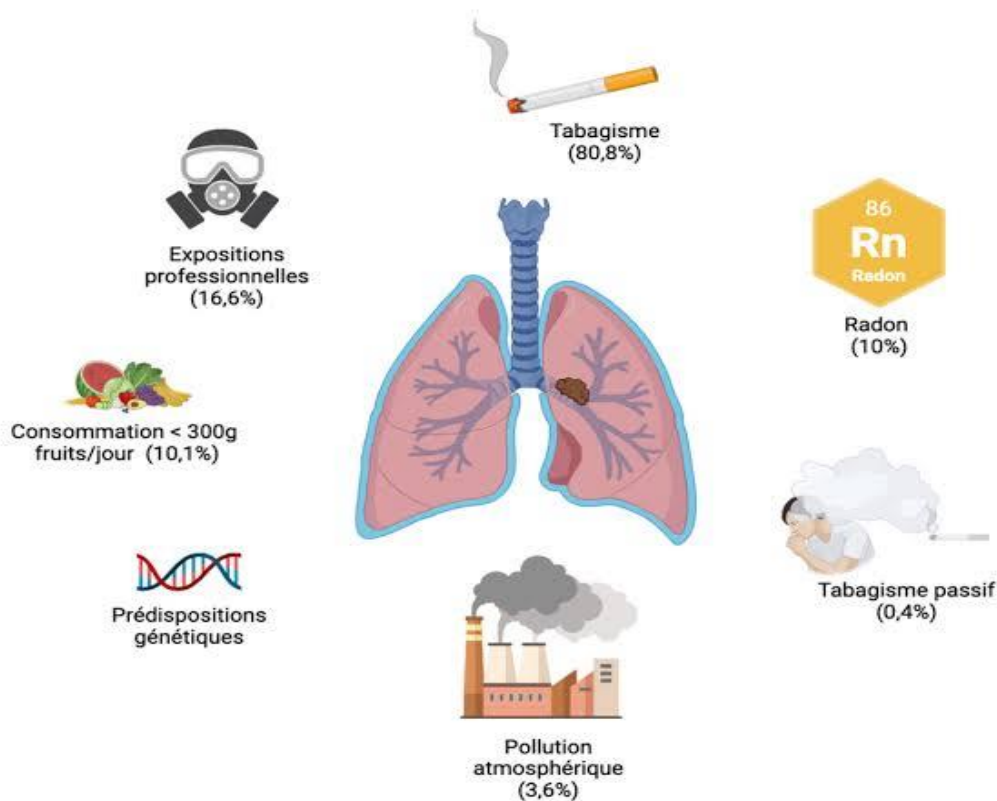 Tabagisme
(80,8%)
Expositions
professionnelles
(16,6%)
86
Rn
Radon
Radon
(10%)
Consommation < 300g
fruits/jour (10,1%)
Tabagisme passif
(0,4%)
Prédispositions
génétiques
Pollution
atmosphérique
(3,6%)